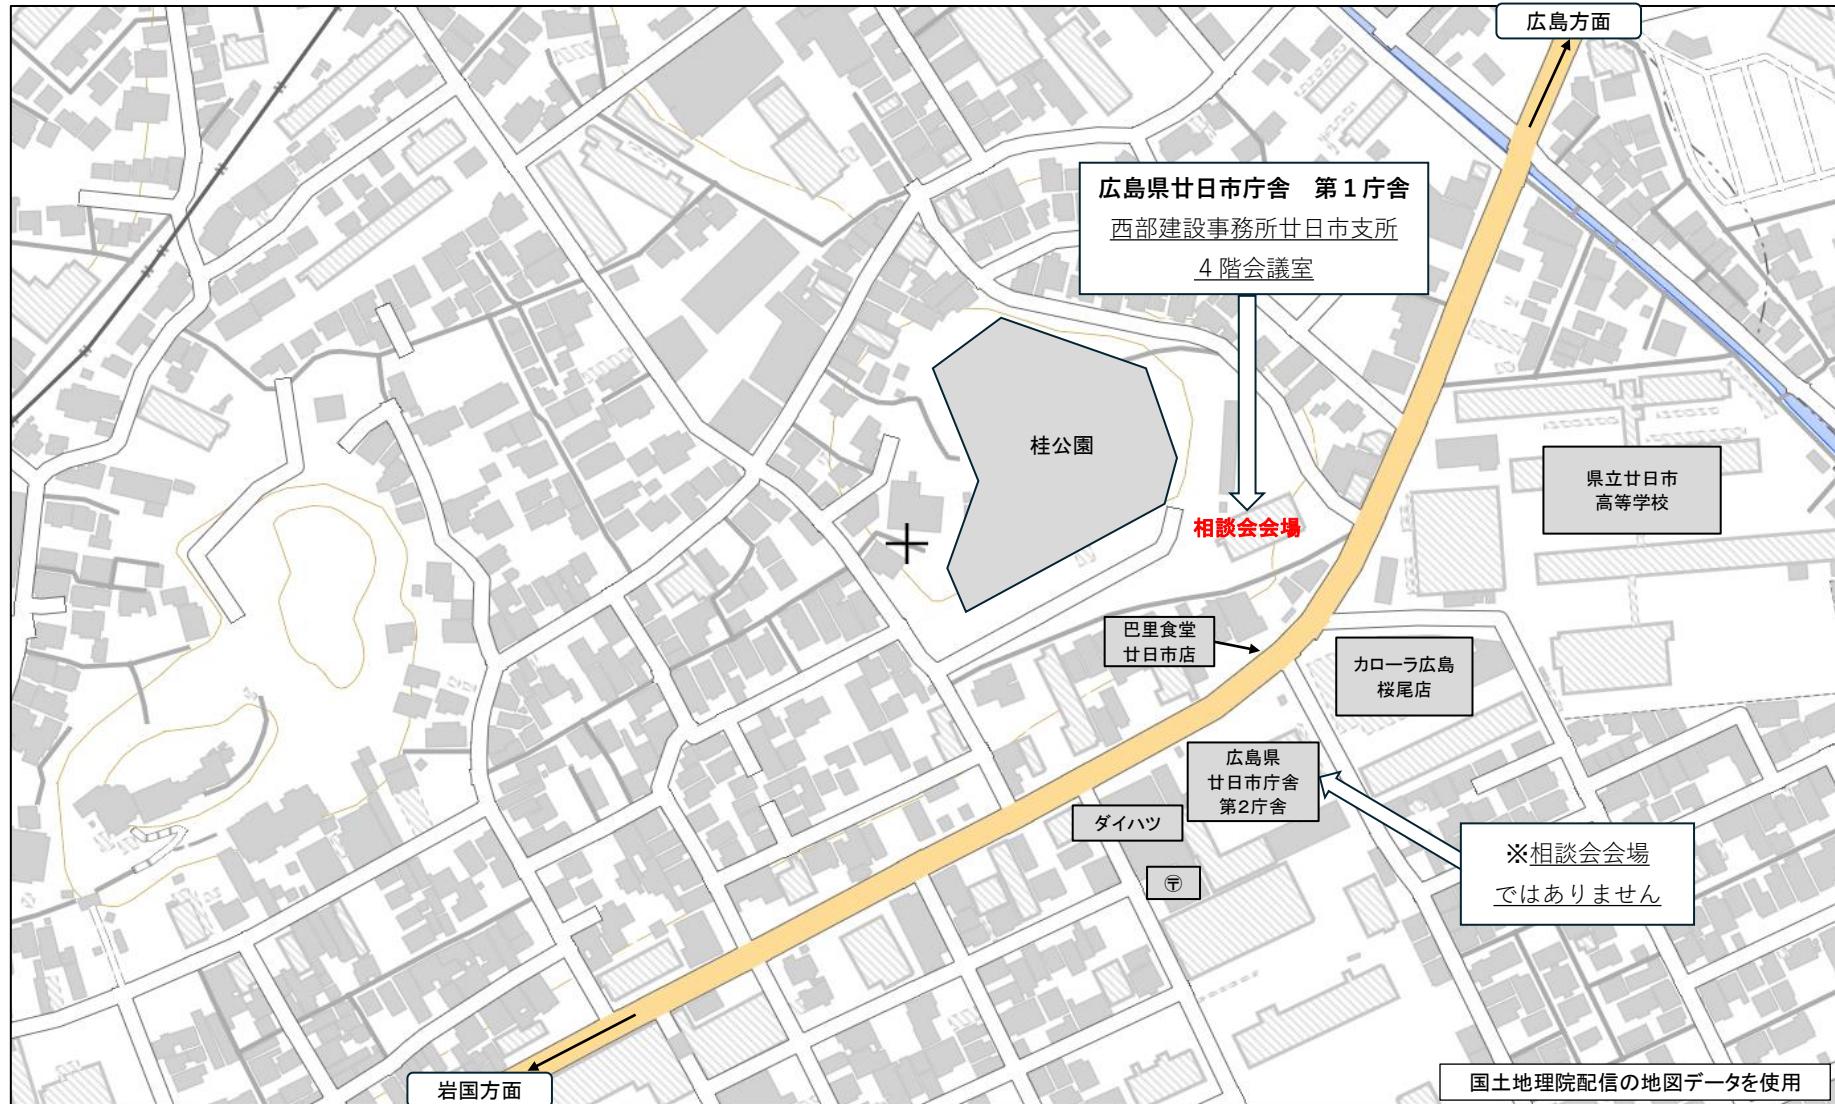 広島方面
広島県廿日市庁舎　第１庁舎
西部建設事務所廿日市支所
４階会議室
桂公園
県立廿日市
高等学校
相談会会場
巴里食堂
廿日市店
カローラ広島
桜尾店
広島県
廿日市庁舎
第2庁舎
ダイハツ
〶
※相談会会場
ではありません
岩国方面
国土地理院配信の地図データを使用